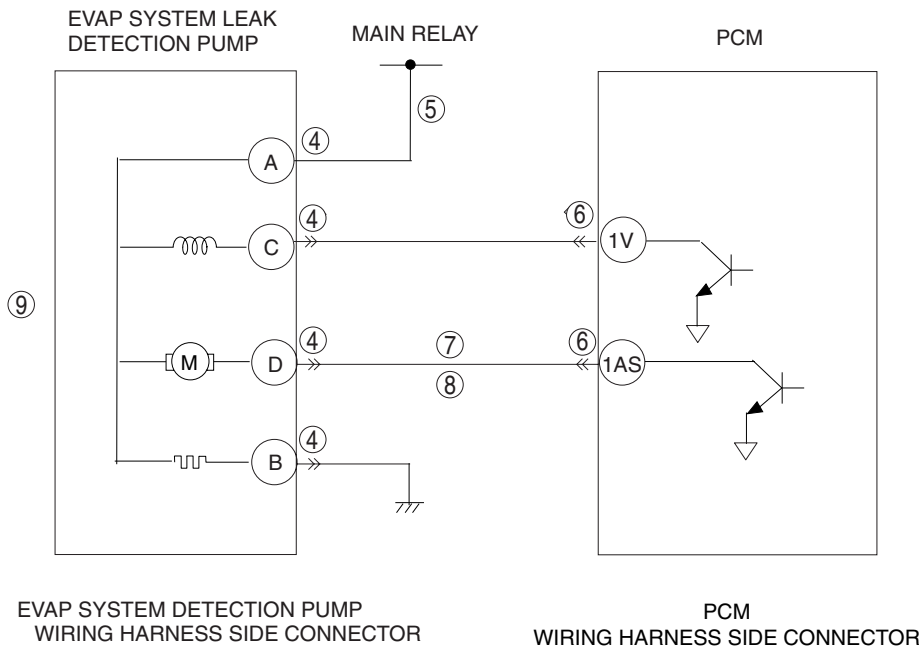 EVAP SYSTEM LEAK
DETECTION PUMP
MAIN RELAY
PCM
④
⑤
A
④
⑥
C
1V
⑨
④
⑦
⑥
M
D
1AS
⑧
④
B
EVAP SYSTEM DETECTION PUMP
WIRING HARNESS SIDE CONNECTOR
PCM
WIRING HARNESS SIDE CONNECTOR